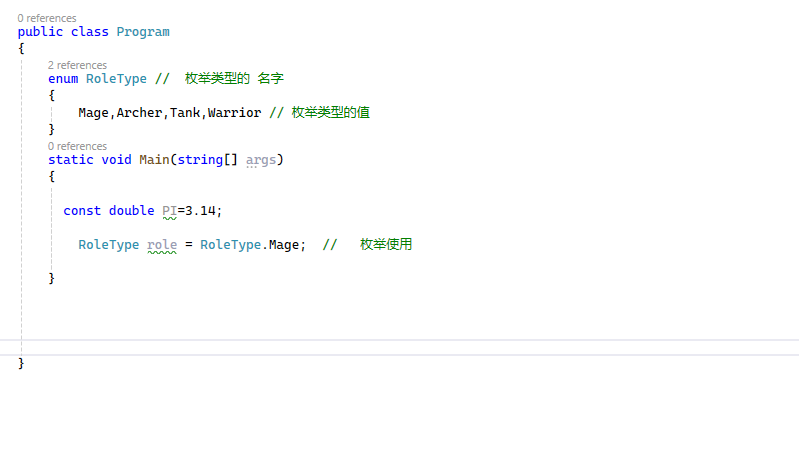 0 references
public class Program
{
2 references
enum RoleType // 枚举类型的 名字
{
Mage,Archer,Tank,Warrior // 枚举类型的值
}
0 references
static void Main(string[] args)
{
const double PI=3.14;
RoleType role = RoleType.Mage; // 枚举使用
}
}